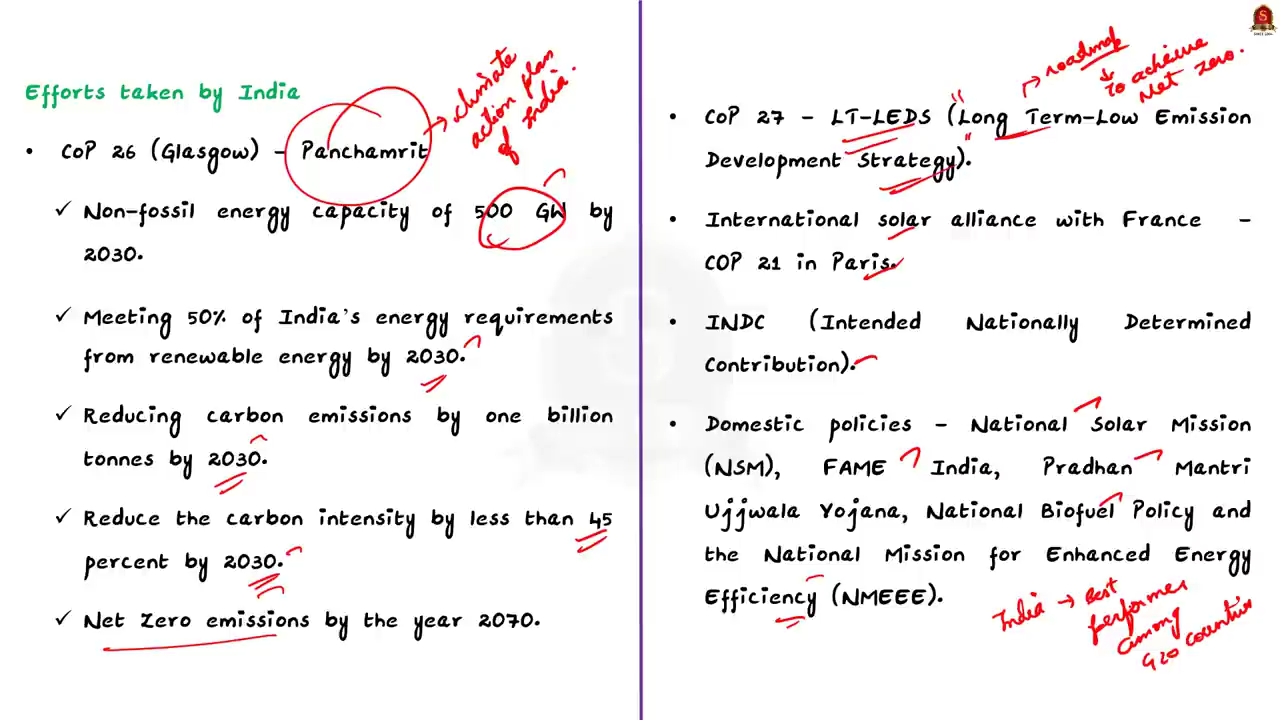 Efforts taken by India
• CoP 26 (Glasgow) - Panchamrit
→ climate
action plan
of India.
✓ Non-fossil energy capacity of 500 GW by
2030.
✓ Meeting 50% of India's energy requirements
from renewable energy by 2030.
✓ Reducing carbon emissions by one billion
tonnes by 2030.
✓ Reduce the carbon intensity by less than 45
percent by 2030.
✓ Net Zero emissions by the year 2070.
→ roadmap
↓
To achieve
Net zero.
• CoP 27 - LT-LEDS ("Long Term-Low Emission
Development Strategy").
• International solar alliance with France -
COP 21 in Paris.
• INDC (Intended Nationally Determined
Contribution).
• Domestic policies - National Solar Mission
(NSM), FAME India, Pradhan Mantri
Ujjwala Yojana, National Biofuel Policy and
the National Mission for Enhanced Energy
Efficiency (NMEEE).
India → Best
performer
among
G20 countries